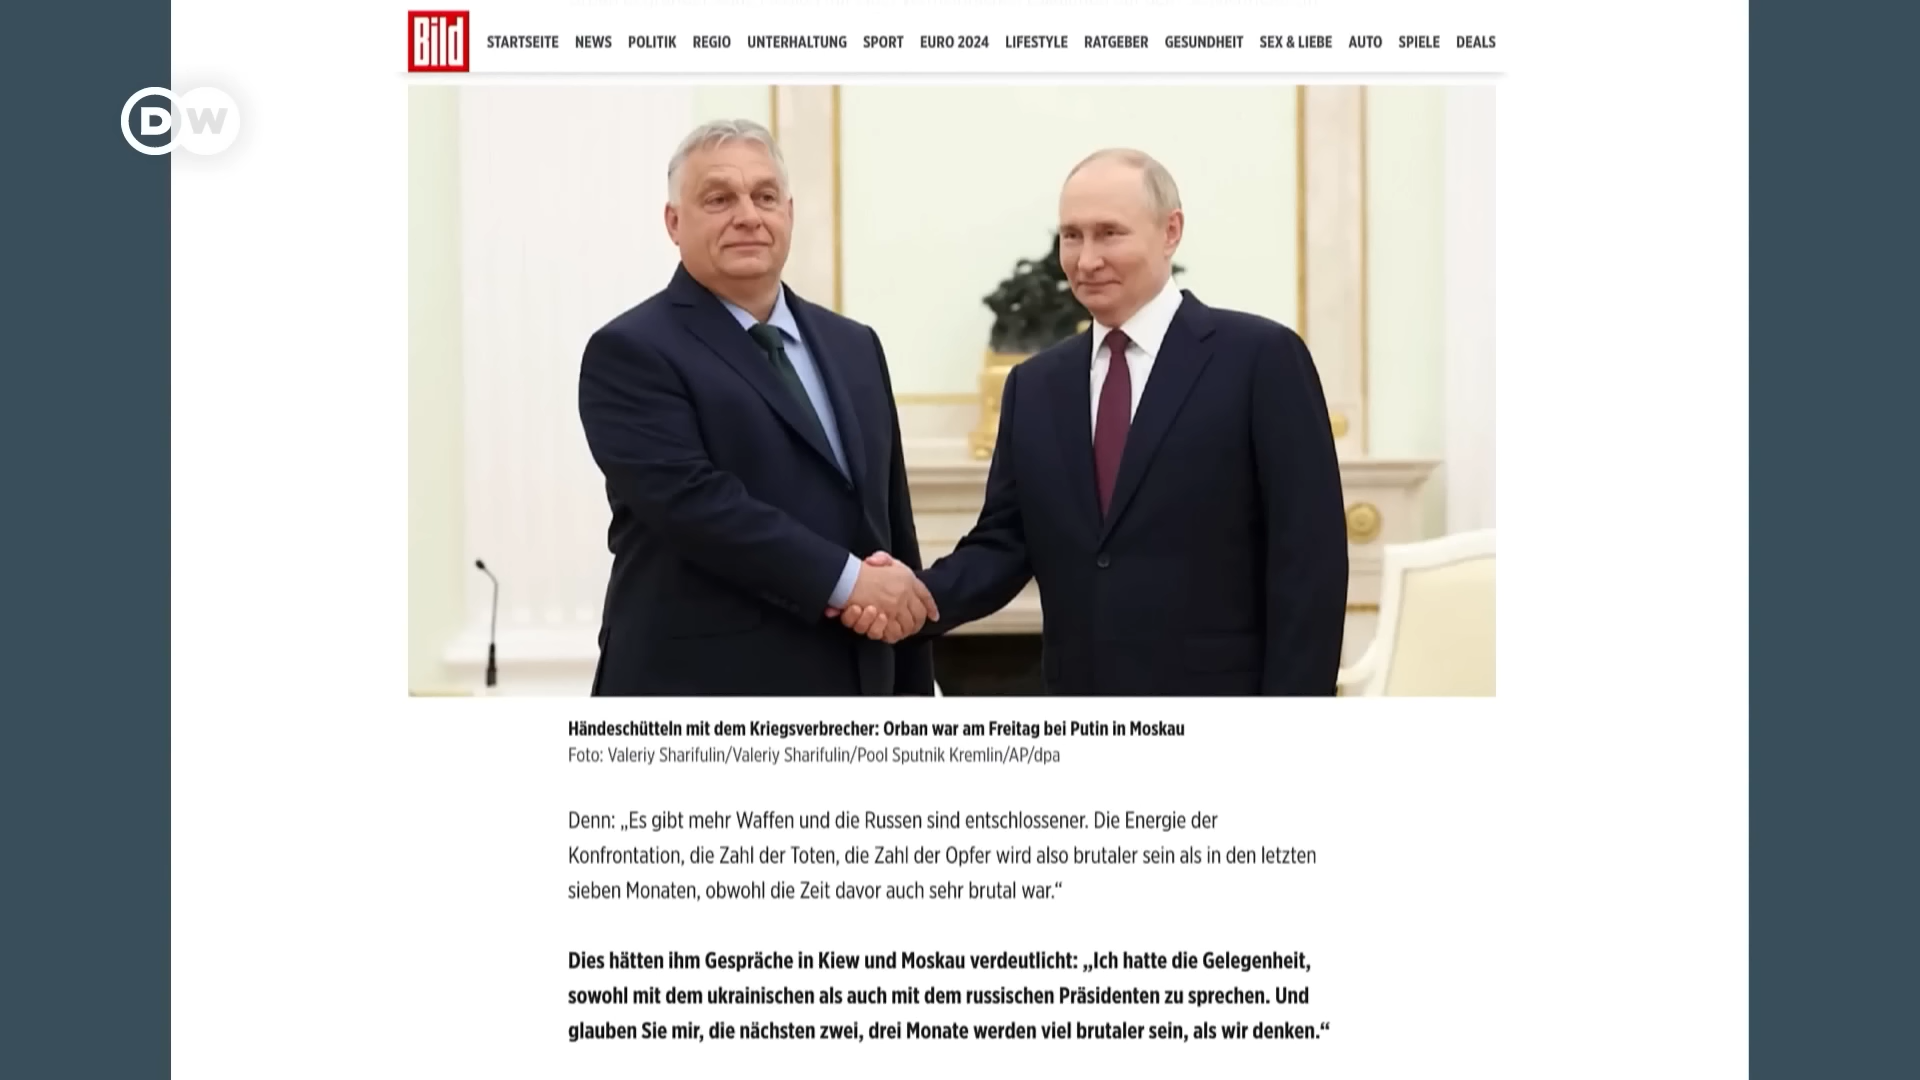 Bild
STARTSEITE NEWS POLITIK REGIO UNTERHALTUNG SPORT EURO 2024 LIFESTYLE RATGEBER GESUNDHEIT SEX & LIEBE AUTO SPIELE DEALS
DW
Händeschütteln mit dem Kriegsverbrecher: Orban war am Freitag bei Putin in Moskau
Foto: Valeriy Sharifulin/Valeriy Sharifulin/Pool Sputnik Kremlin/AP/dpa
Denn: „Es gibt mehr Waffen und die Russen sind entschlossener. Die Energie der
Konfrontation, die Zahl der Toten, die Zahl der Opfer wird also brutaler sein als in den letzten
sieben Monaten, obwohl die Zeit davor auch sehr brutal war.“
Dies hätten ihm Gespräche in Kiew und Moskau verdeutlicht: „Ich hatte die Gelegenheit,
sowohl mit dem ukrainischen als auch mit dem russischen Präsidenten zu sprechen. Und
glauben Sie mir, die nächsten zwei, drei Monate werden viel brutaler sein, als wir denken.“